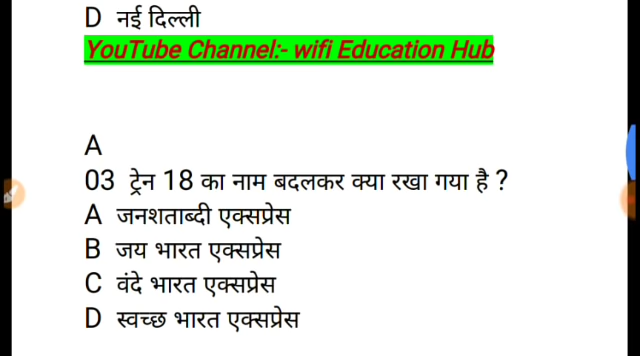 D नई दिल्ली
YouTube Channel:- wifi Education Hub
A
03 ट्रेन 18 का नाम बदलकर क्या रखा गया है ?
A जनशताब्दी एक्सप्रेस
B जय भारत एक्सप्रेस
C वंदे भारत एक्सप्रेस
D स्वच्छ भारत एक्सप्रेस